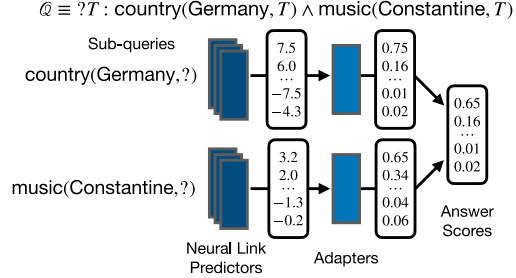 𝒬 ≡ ?T : country(Germany, T) ∧ music(Constantine, T)
Sub-queries
country(Germany, ?)
7.5
6.0
...
−7.5
−4.3
0.75
0.16
...
0.01
0.02
music(Constantine, ?)
3.2
2.0
...
−1.3
−0.2
0.65
0.34
...
0.04
0.06
0.65
0.16
...
0.01
0.02
Neural Link
Predictors
Adapters
Answer
Scores